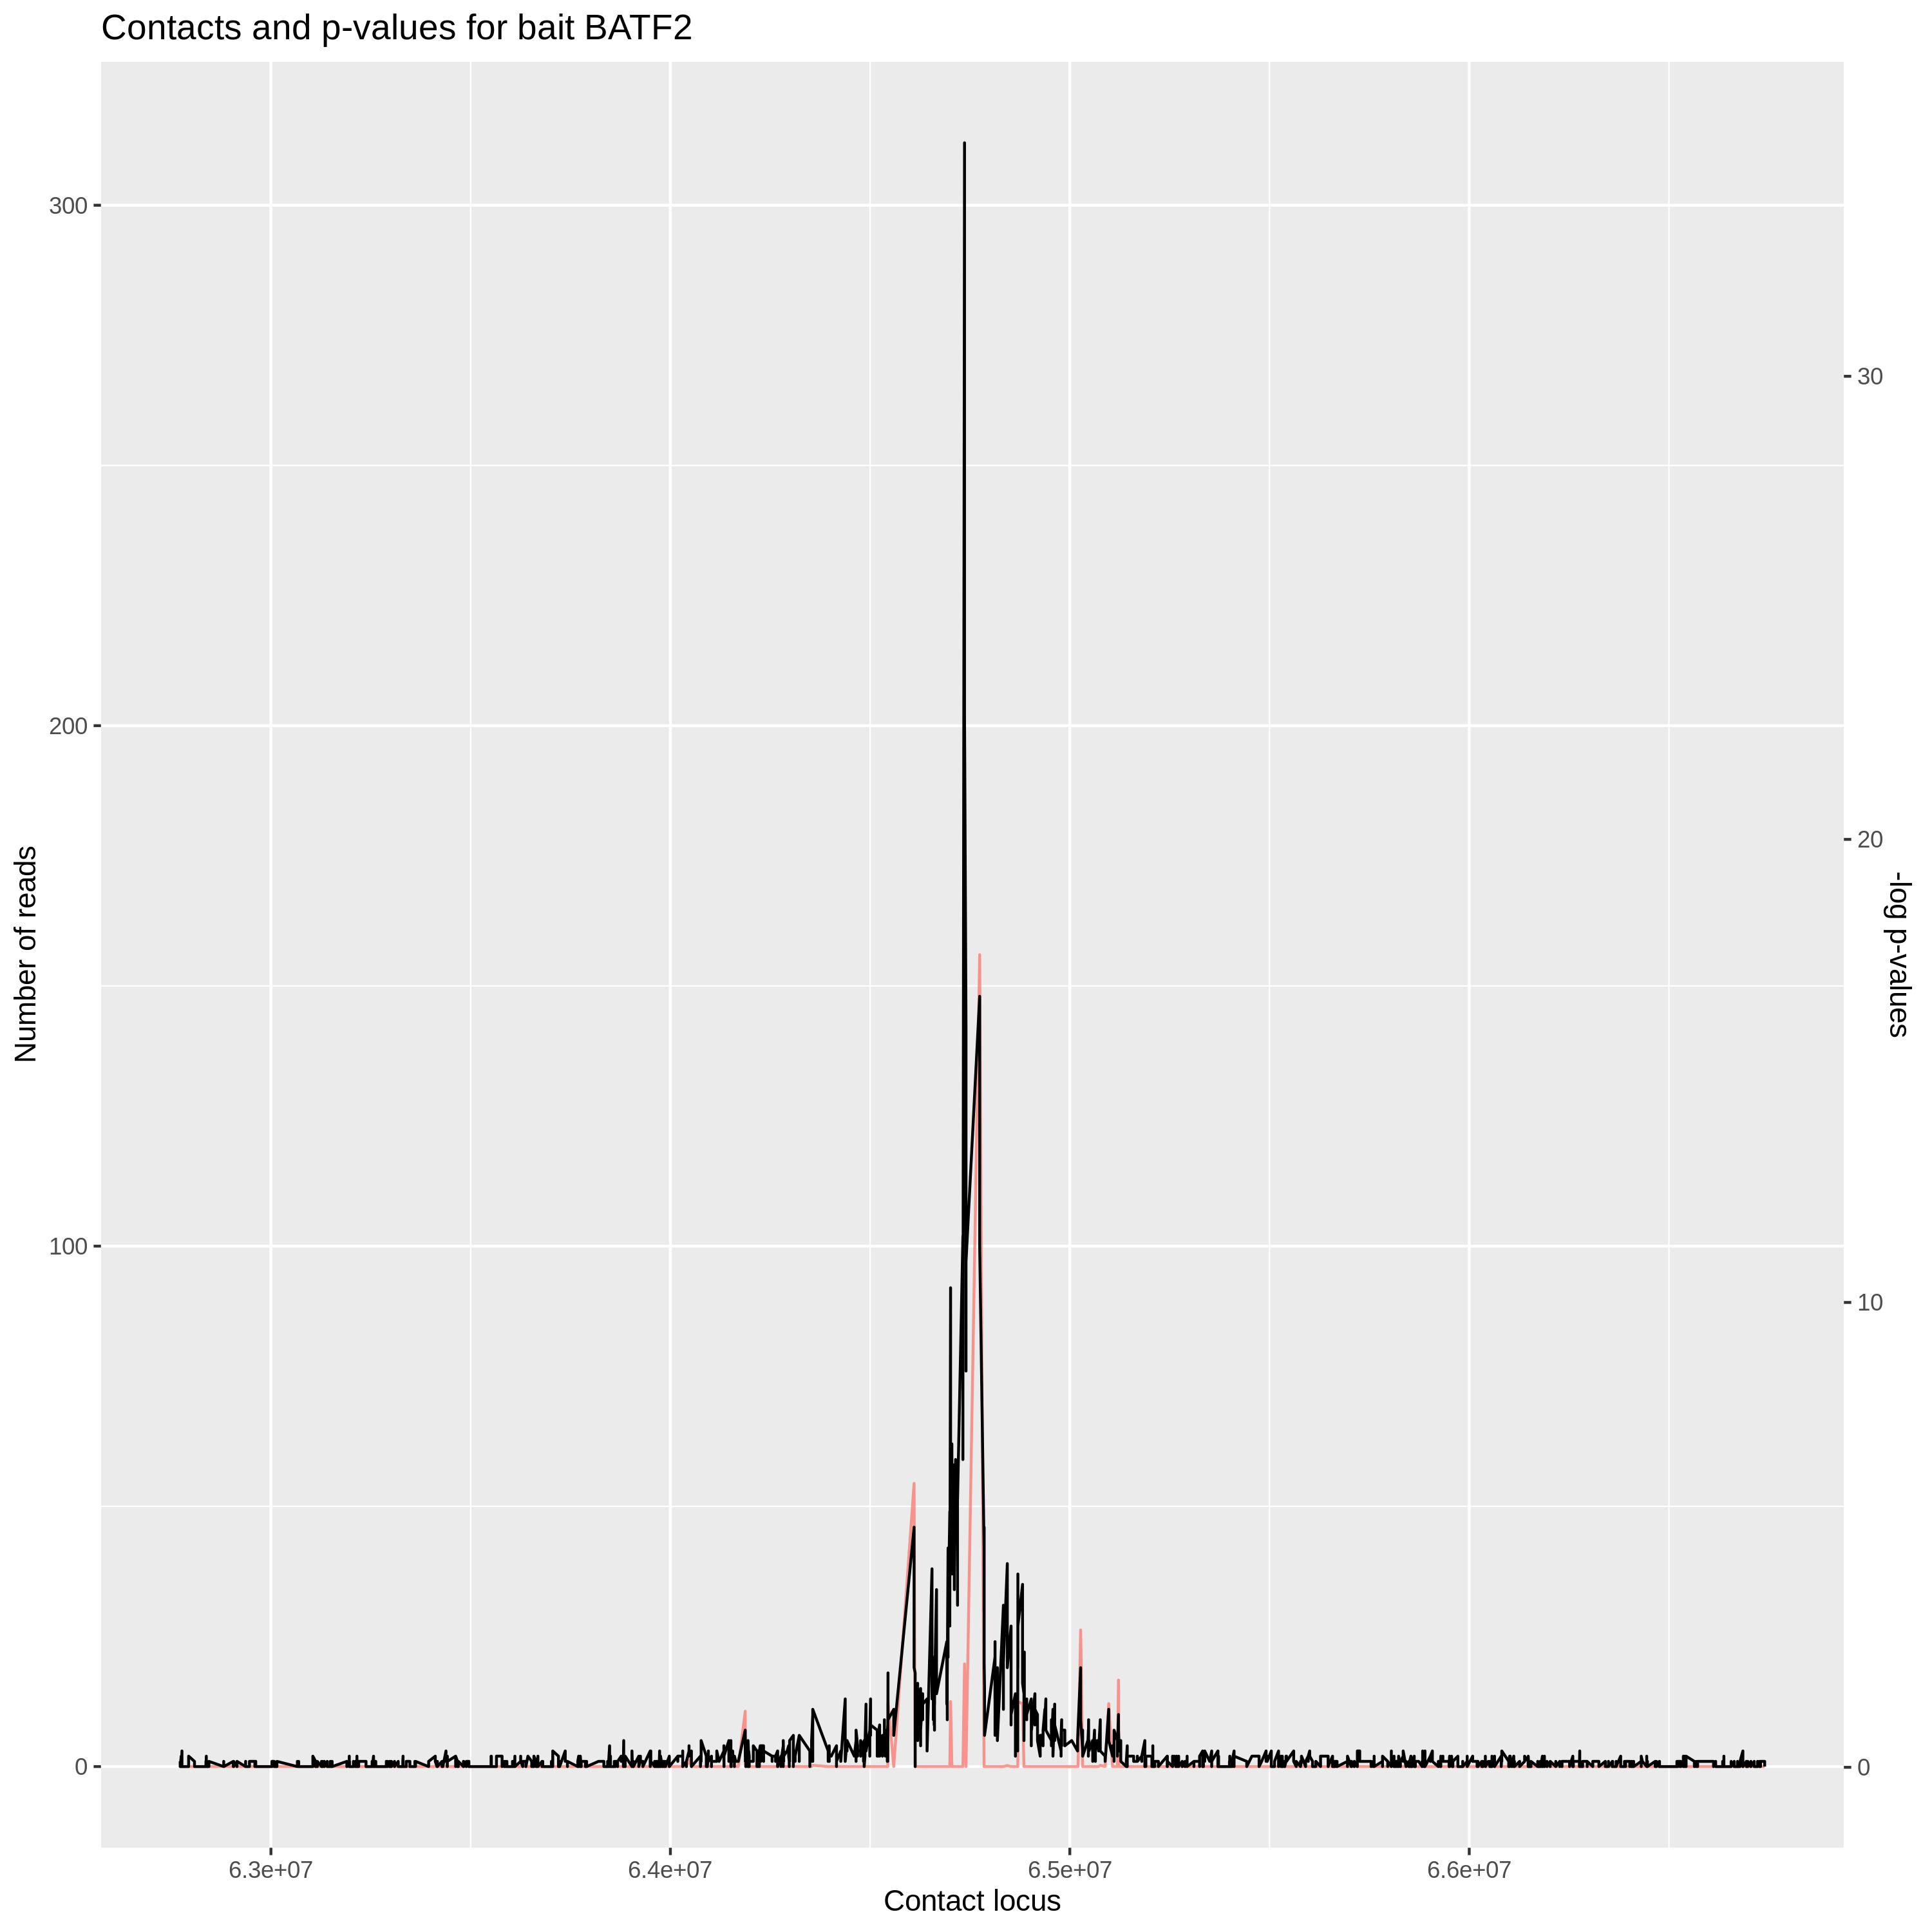 Contacts and p-values for bait BATF2
300
200
100
0
Number of reads
30
20
10
0
-log p-values
6.3e+07 6.4e+07 6.5e+07 6.6e+07
Contact locus